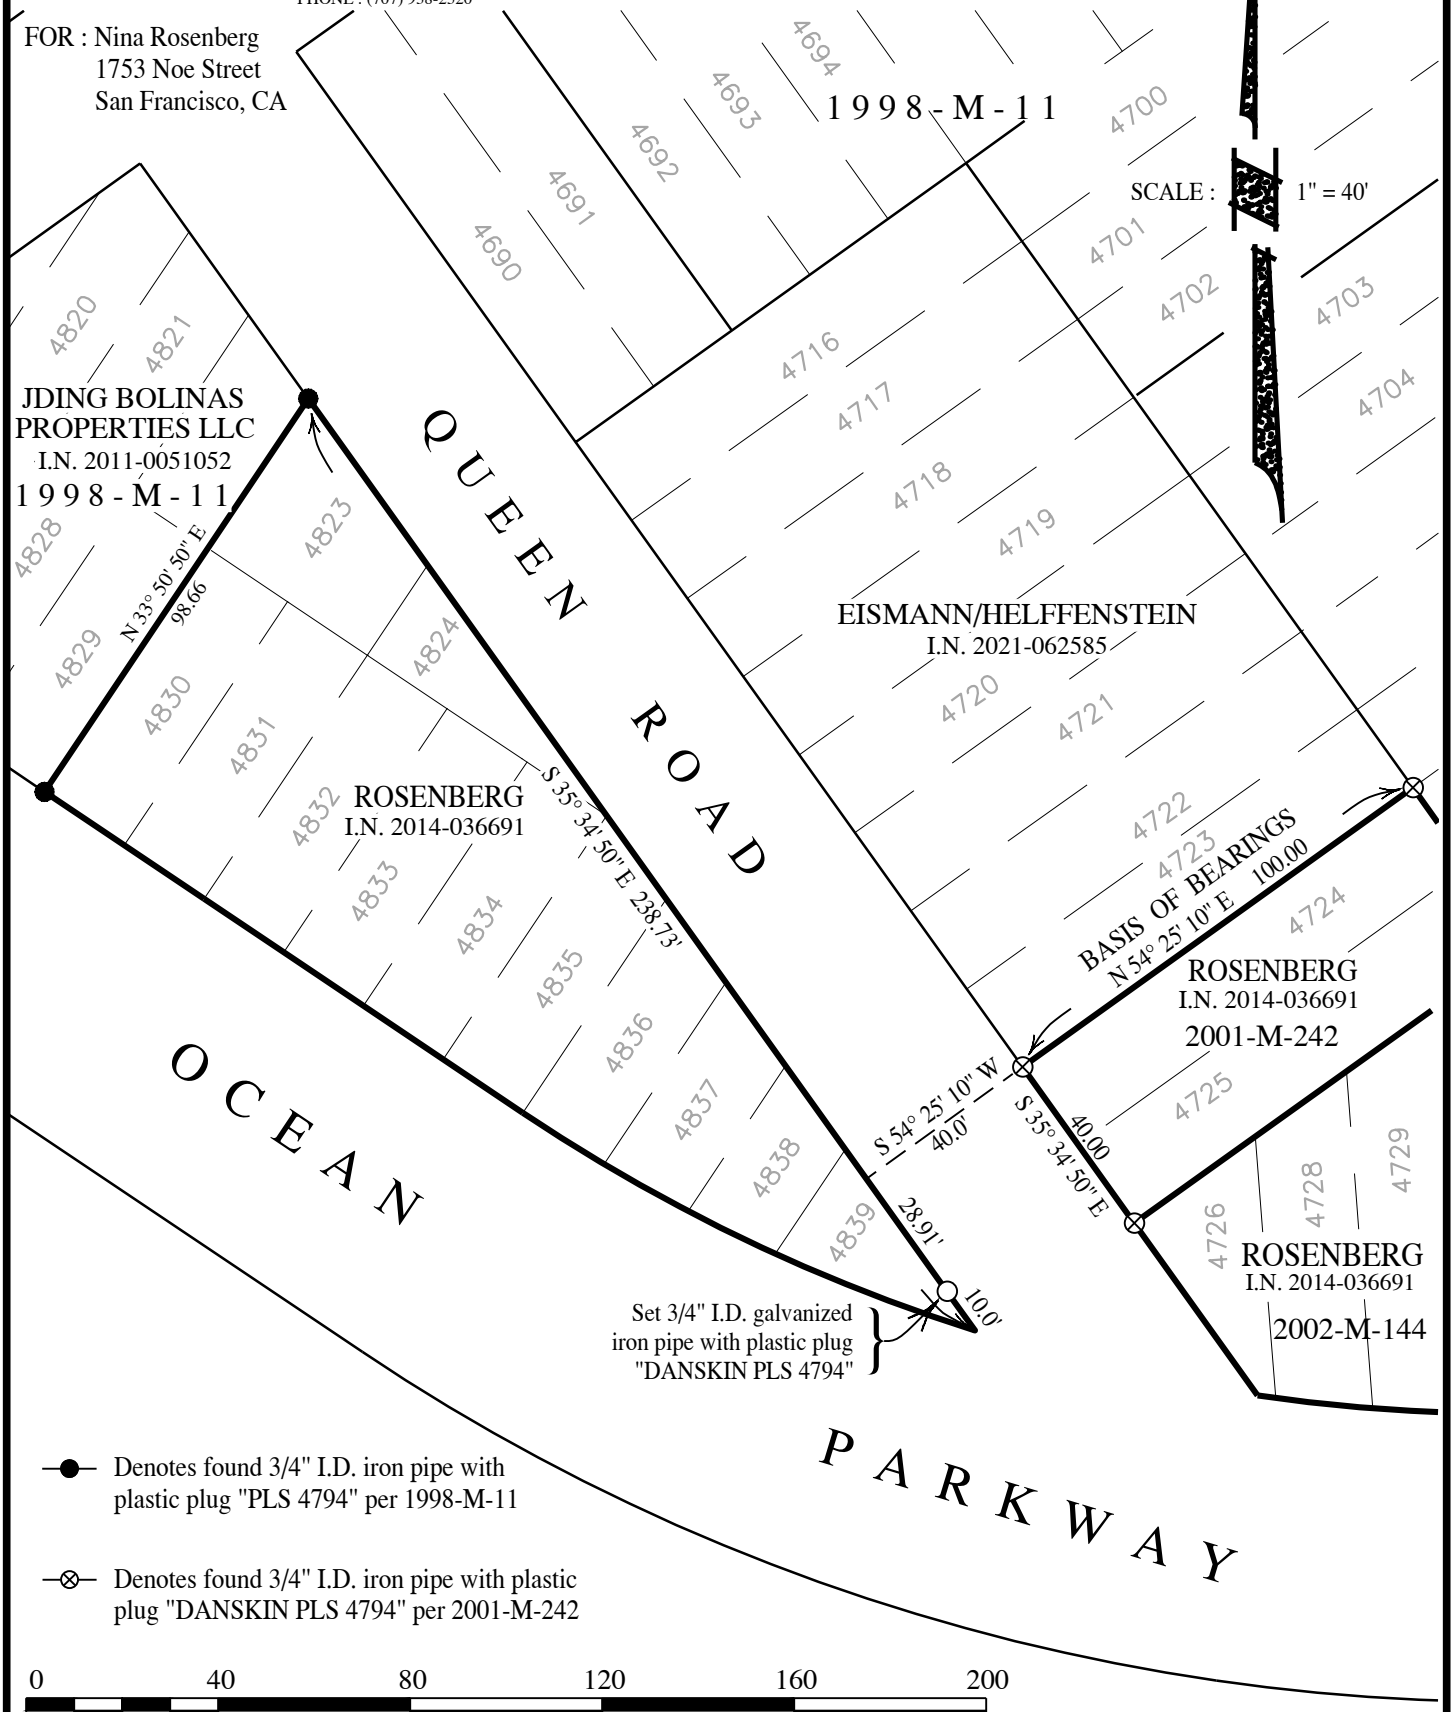 PHONE : (707) 938-2320
FOR : Nina Rosenberg
1753 Noe Street
San Francisco, CA
4694
4693
1 9 9 8 - M - 1 1
4700
4692
SCALE :
1" = 40'
4691
4690
4701
4702
4703
4820
4821
4716
4717
4704
JDING BOLINAS
PROPERTIES LLC
I.N. 2011-0051052
1 9 9 8 - M - 1 1
QUEEN
4718
4719
4828
4823
N 33° 50' 50" E
98.66
EISMANN/HELFFENSTEIN
I.N. 2021-062585
4829
4824
4830
4831
4720
4721
ROAD
4832
ROSENBERG
I.N. 2014-036691
S 35° 34' 50" E 238.73'
4722
4723
BASIS OF BEARINGS
N 54° 25' 10" E 100.00
4833
4834
4724
4835
ROSENBERG
I.N. 2014-036691
2001-M-242
4836
OCEAN
S 54° 25' 10" W
40.0'
4725
40.00
S 35° 34' 50" E
4837
4838
4839
28.91'
4726
4728
4729
ROSENBERG
I.N. 2014-036691
2002-M-144
10.0'
Set 3/4" I.D. galvanized
iron pipe with plastic plug
"DANSKIN PLS 4794"
PARKWAY
Denotes found 3/4" I.D. iron pipe with
plastic plug "PLS 4794" per 1998-M-11
Denotes found 3/4" I.D. iron pipe with plastic
plug "DANSKIN PLS 4794" per 2001-M-242
0 40 80 120 160 200